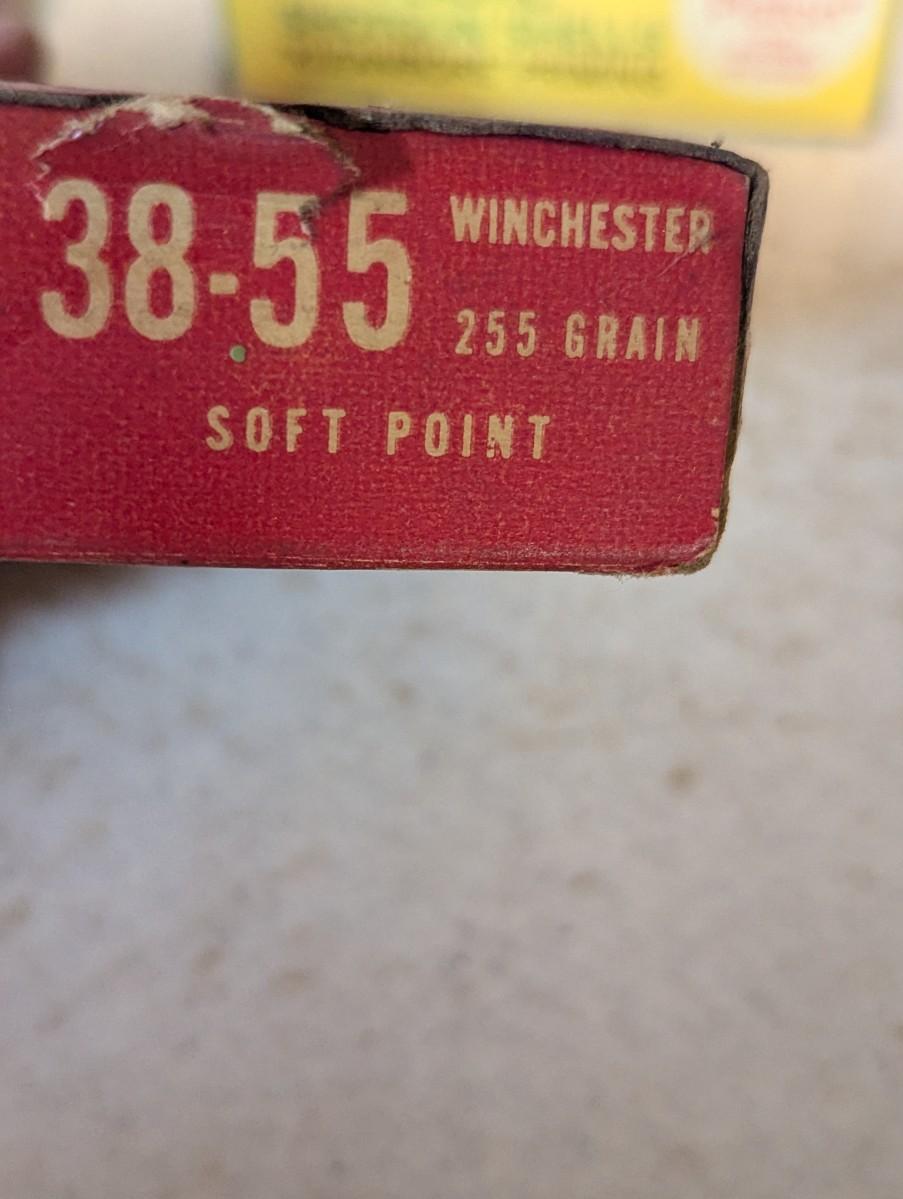 38-55 WINCHESTER
255 GRAIN
SOFT POINT